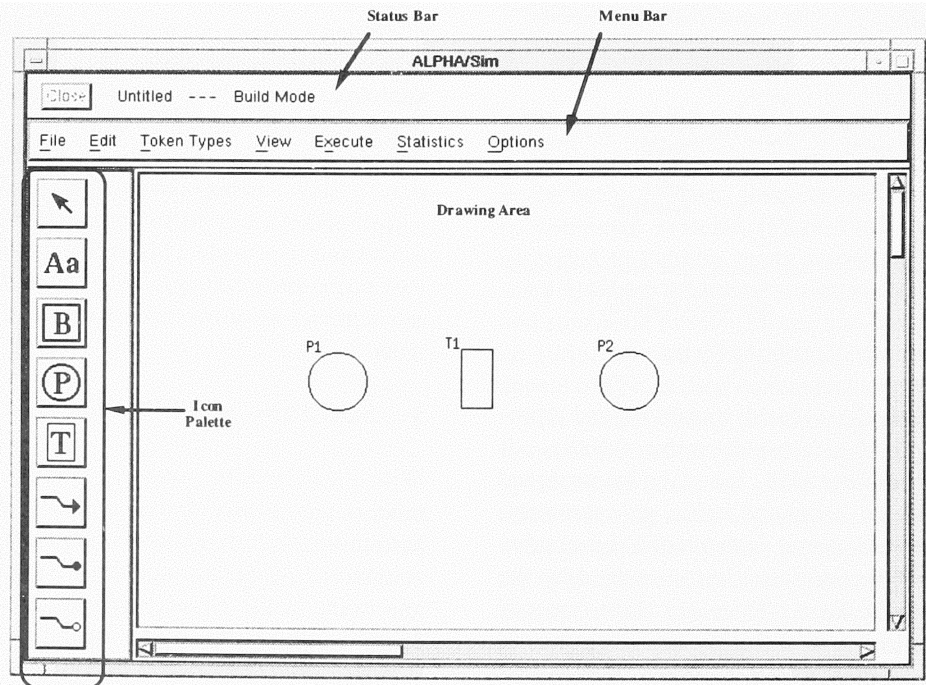 Status Bar Menu Bar
ALPHA/Sim
Close Untitled --- Build Mode
File Edit Token Types View Execute Statistics Options
Drawing Area
Aa
B
P1 T1 P2
P
Icon
Palette
T